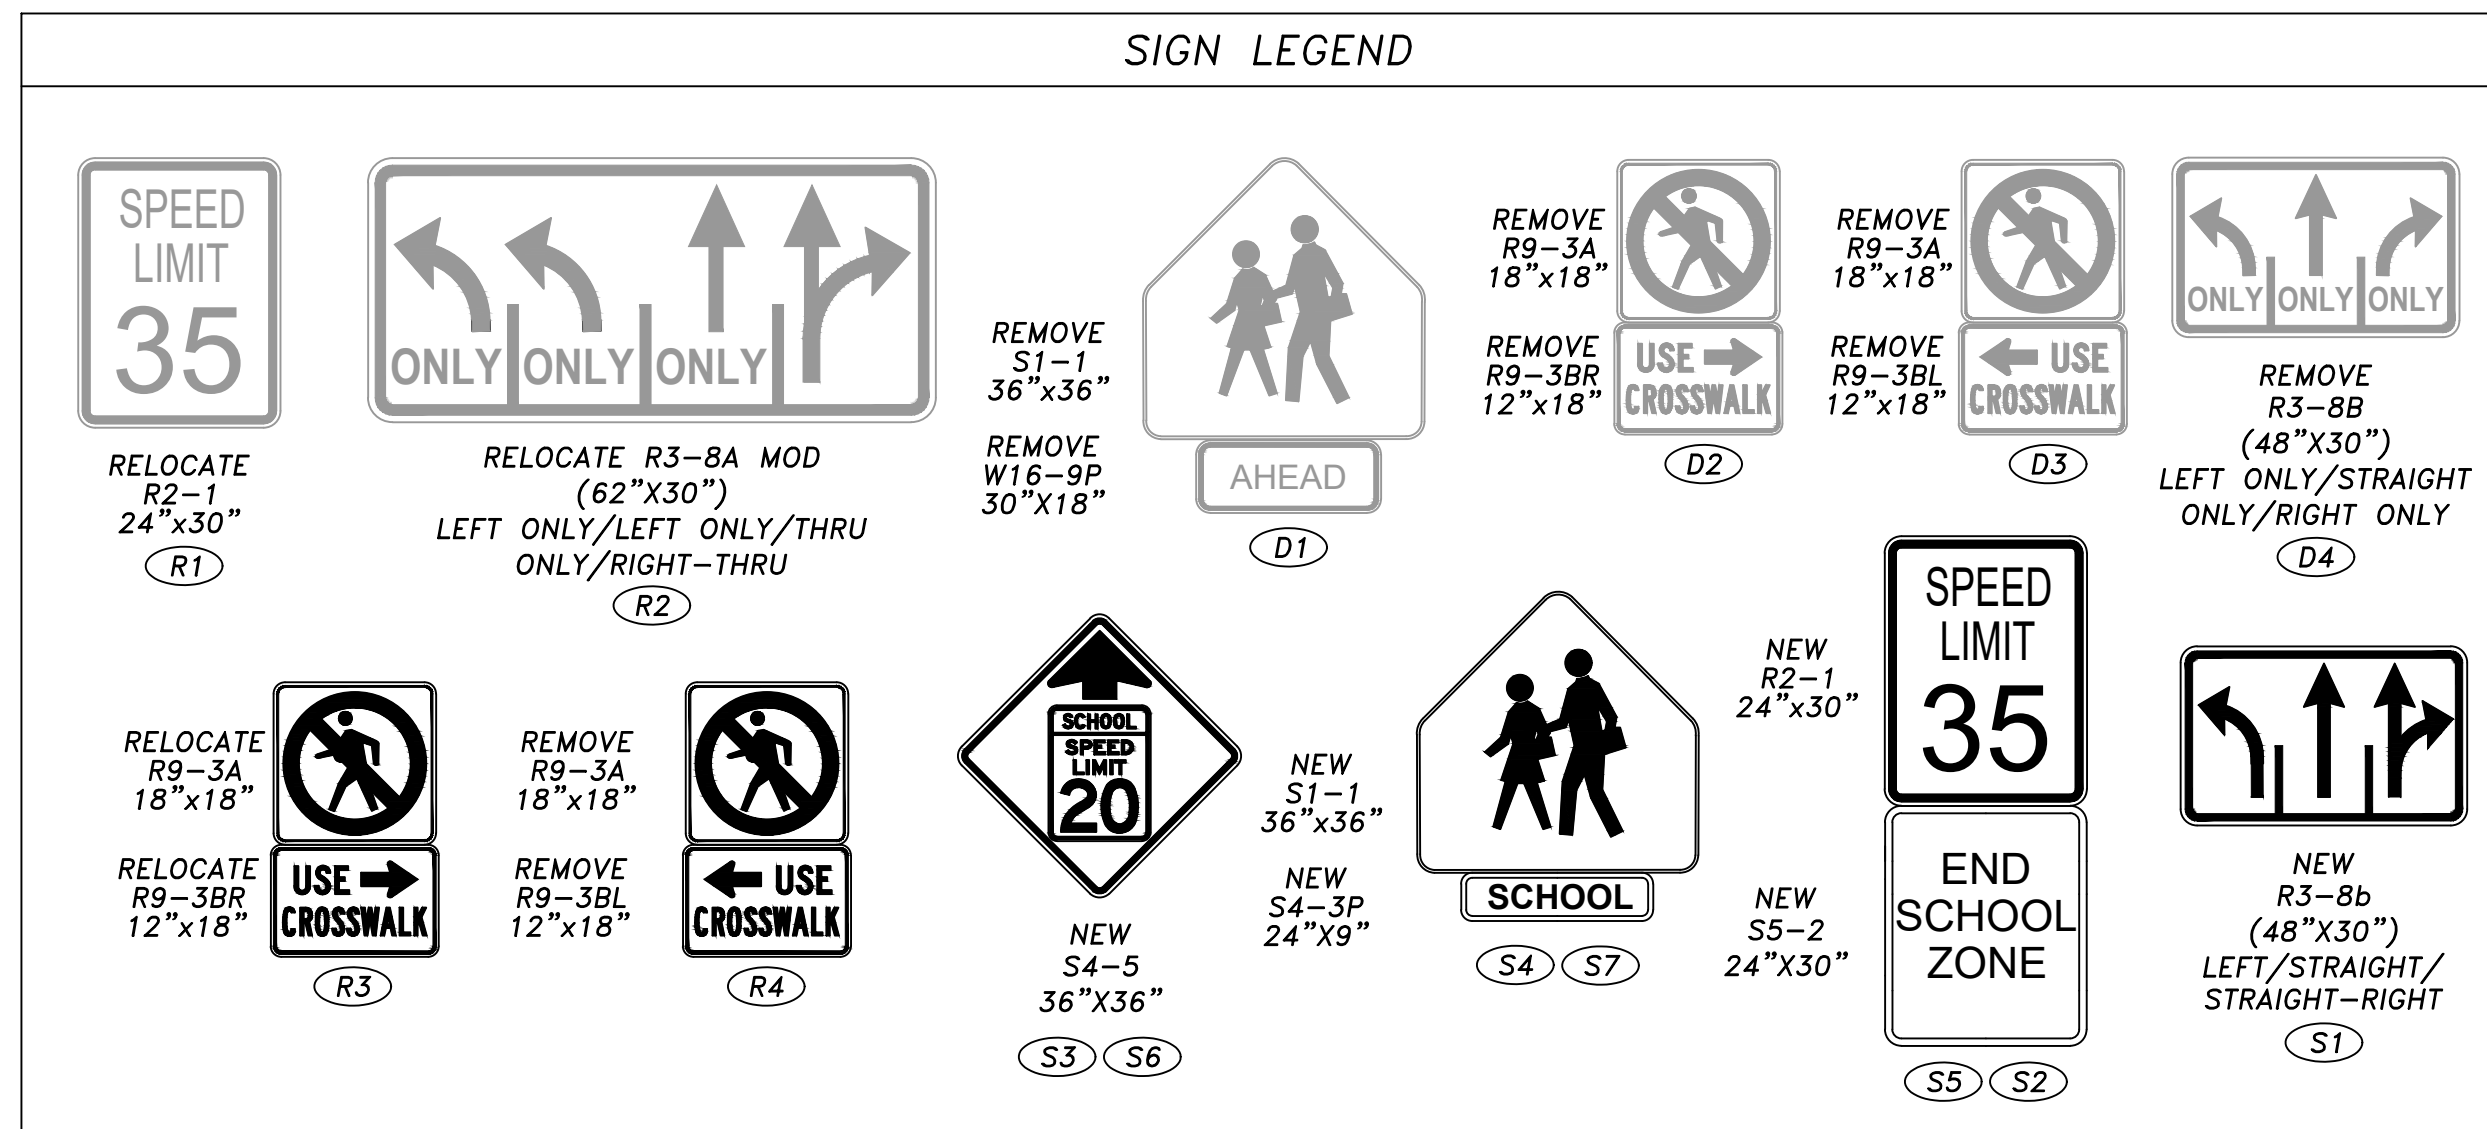 SIGN LEGEND
SPEED
LIMIT
35
RELOCATE
R2-1
24"x30"
R1
ONLY ONLY ONLY
RELOCATE R3-8A MOD
(62"X30")
LEFT ONLY/LEFT ONLY/THRU
ONLY/RIGHT-THRU
R2
REMOVE
S1-1
36"x36"
REMOVE
W16-9P
30"X18"
AHEAD
D1
REMOVE
R9-3A
18"x18"
REMOVE
R9-3BR
12"x18"
USE
CROSSWALK
D2
REMOVE
R9-3A
18"x18"
REMOVE
R9-3BL
12"x18"
USE
CROSSWALK
D3
ONLY ONLY ONLY
REMOVE
R3-8B
(48"X30")
LEFT ONLY/STRAIGHT
ONLY/RIGHT ONLY
D4
RELOCATE
R9-3A
18"x18"
RELOCATE
R9-3BR
12"x18"
USE
CROSSWALK
R3
REMOVE
R9-3A
18"x18"
REMOVE
R9-3BL
12"x18"
USE
CROSSWALK
R4
SCHOOL
SPEED
LIMIT
20
NEW
S4-5
36"X36"
S3 S6
NEW
S1-1
36"x36"
NEW
S4-3P
24"X9"
SCHOOL
S4 S7
NEW
R2-1
24"x30"
SPEED
LIMIT
35
NEW
S5-2
24"X30"
END
SCHOOL
ZONE
S5 S2
NEW
R3-8b
(48"X30")
LEFT/STRAIGHT/
STRAIGHT-RIGHT
S1